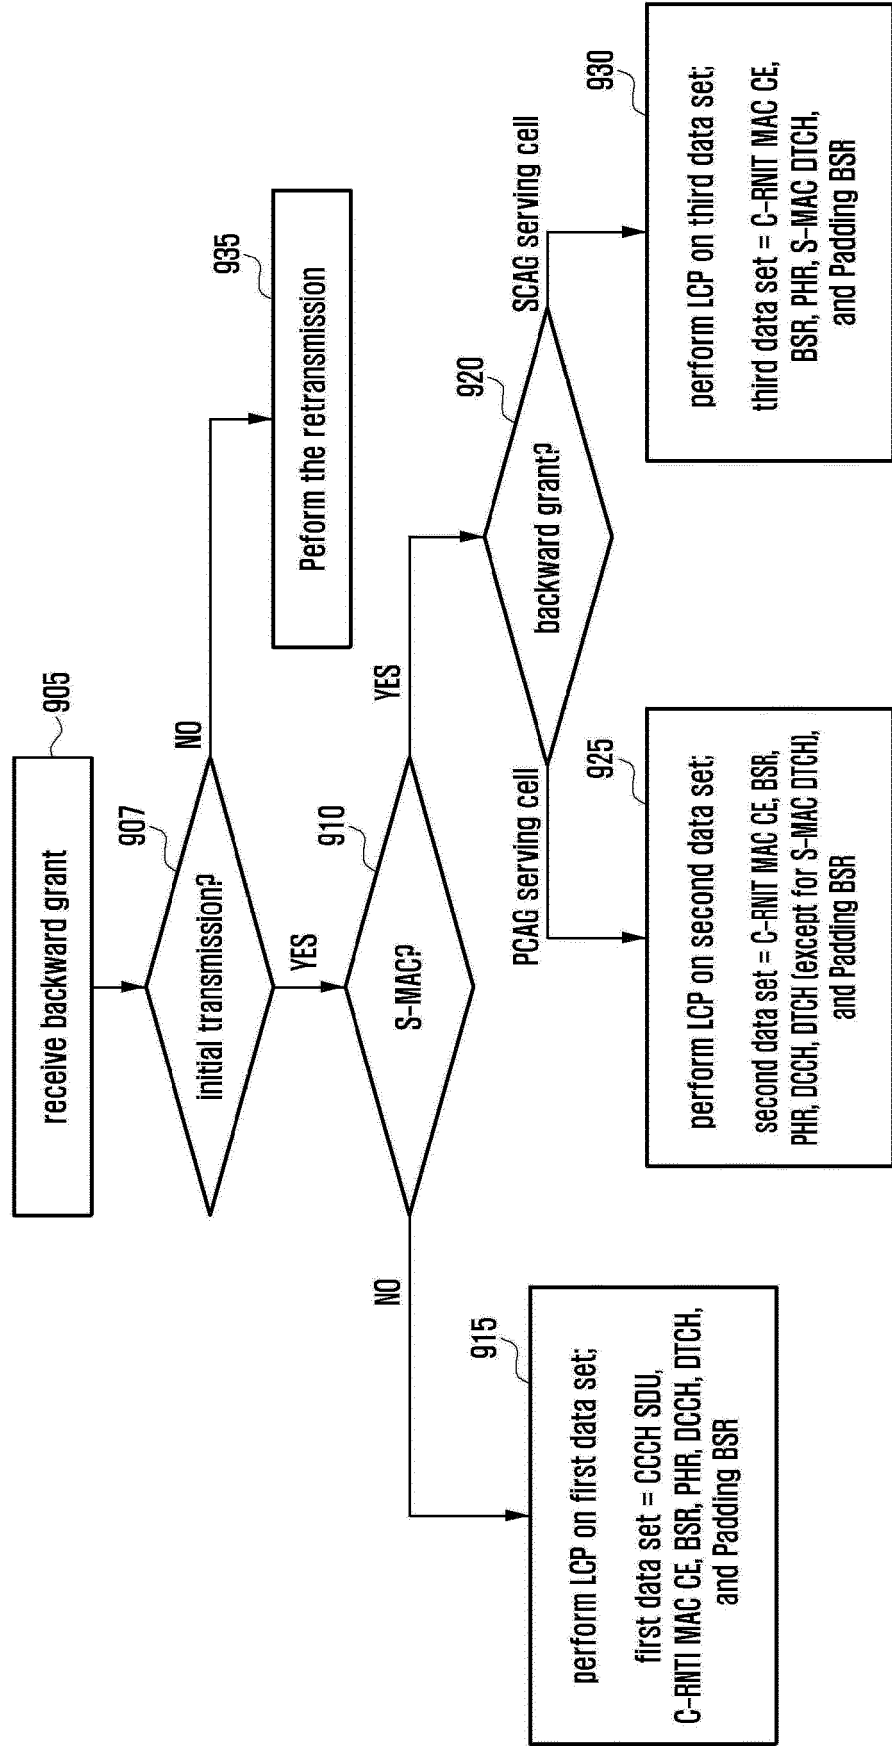 receive backward grant
905
initial transmission?
907
NO
YES
Peform the retransmission
935
S-MAC?
910
NO
YES
perform LCP on first data set;
first data set = CCCH SDU,
C-RNTI MAC CE, BSR, PHR, DCCH, DTCH,
and Padding BSR
915
backward grant?
920
PCAG serving cell
SCAG serving cell
perform LCP on second data set;
second data set = C-RNIT MAC CE, BSR,
PHR, DCCH, DTCH (except for S-MAC DTCH),
and Padding BSR
925
perform LCP on third data set;
third data set = C-RNIT MAC CE,
BSR, PHR, S-MAC DTCH,
and Padding BSR
930